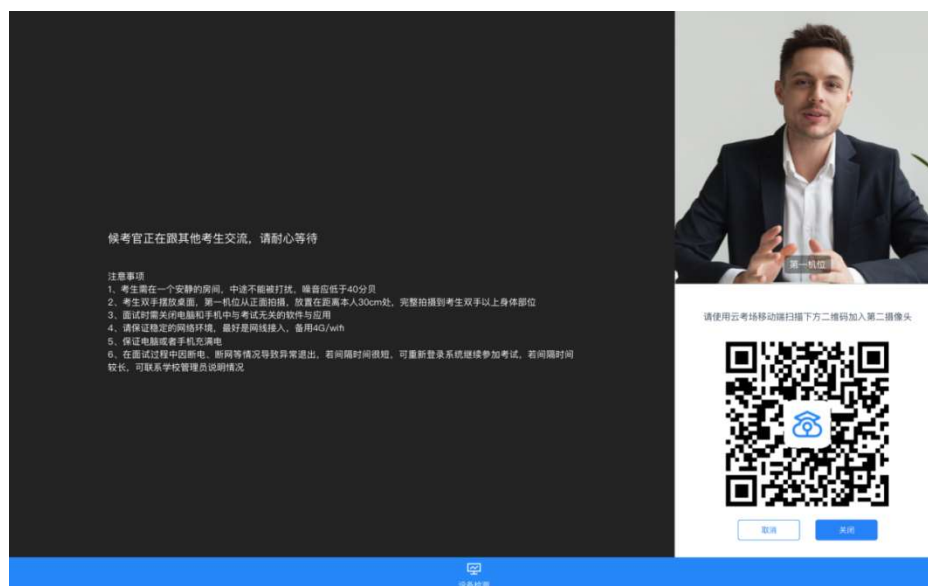 候考官正在跟其他考生交流，请耐心等待
注意事项
1、考生需在一个安静的房间，中途不能被打扰、噪音应低于40分贝
2、考生双手摆放桌面，第一机位从正面拍摄，放置在距离本人30cm处，完整拍摄到考生双手以上身体部位
3、面试时需关闭电脑和手机中与考试无关的软件与应用
4、请保证稳定的网络环境，最好是网线接入，备用4G/wifi
5、保证电脑或者手机充满电
6、在面试过程中因断电、断网等情况导致异常退出，若间隔时间很短，可重新登录系统继续参加考试，若间隔时间
较长，可联系学校管理员说明情况
第一机位
请使用云考场移动端扫描下方二维码加入第二摄像头
取消
关闭